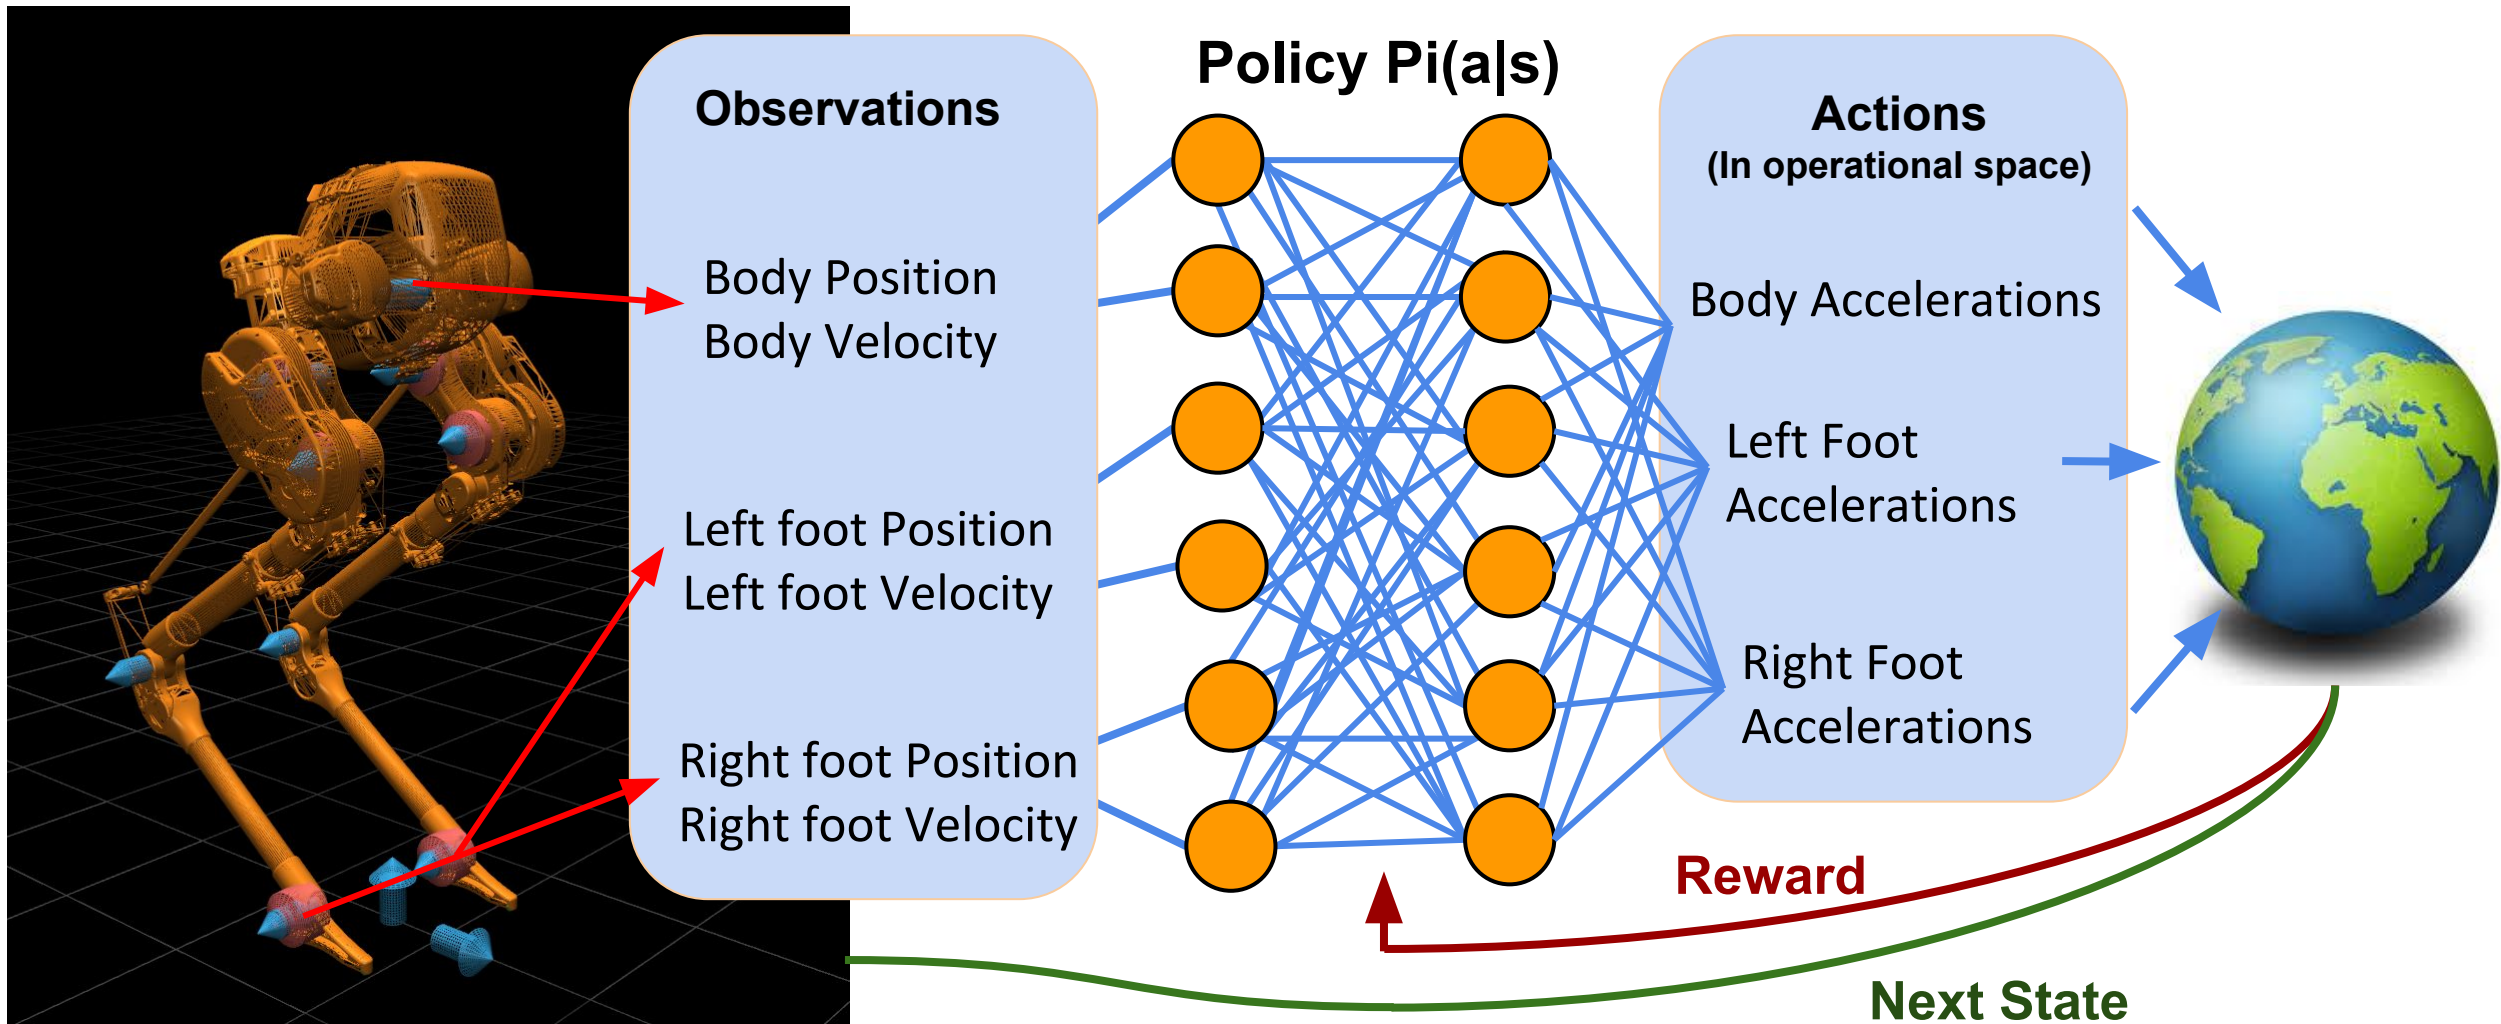 Observations
Body Position
Body Velocity
Left foot Position
Left foot Velocity
Right foot Position
Right foot Velocity
Policy Pi(a|s)
Actions
(In operational space)
Body Accelerations
Left Foot
Accelerations
Right Foot
Accelerations
Reward
Next State